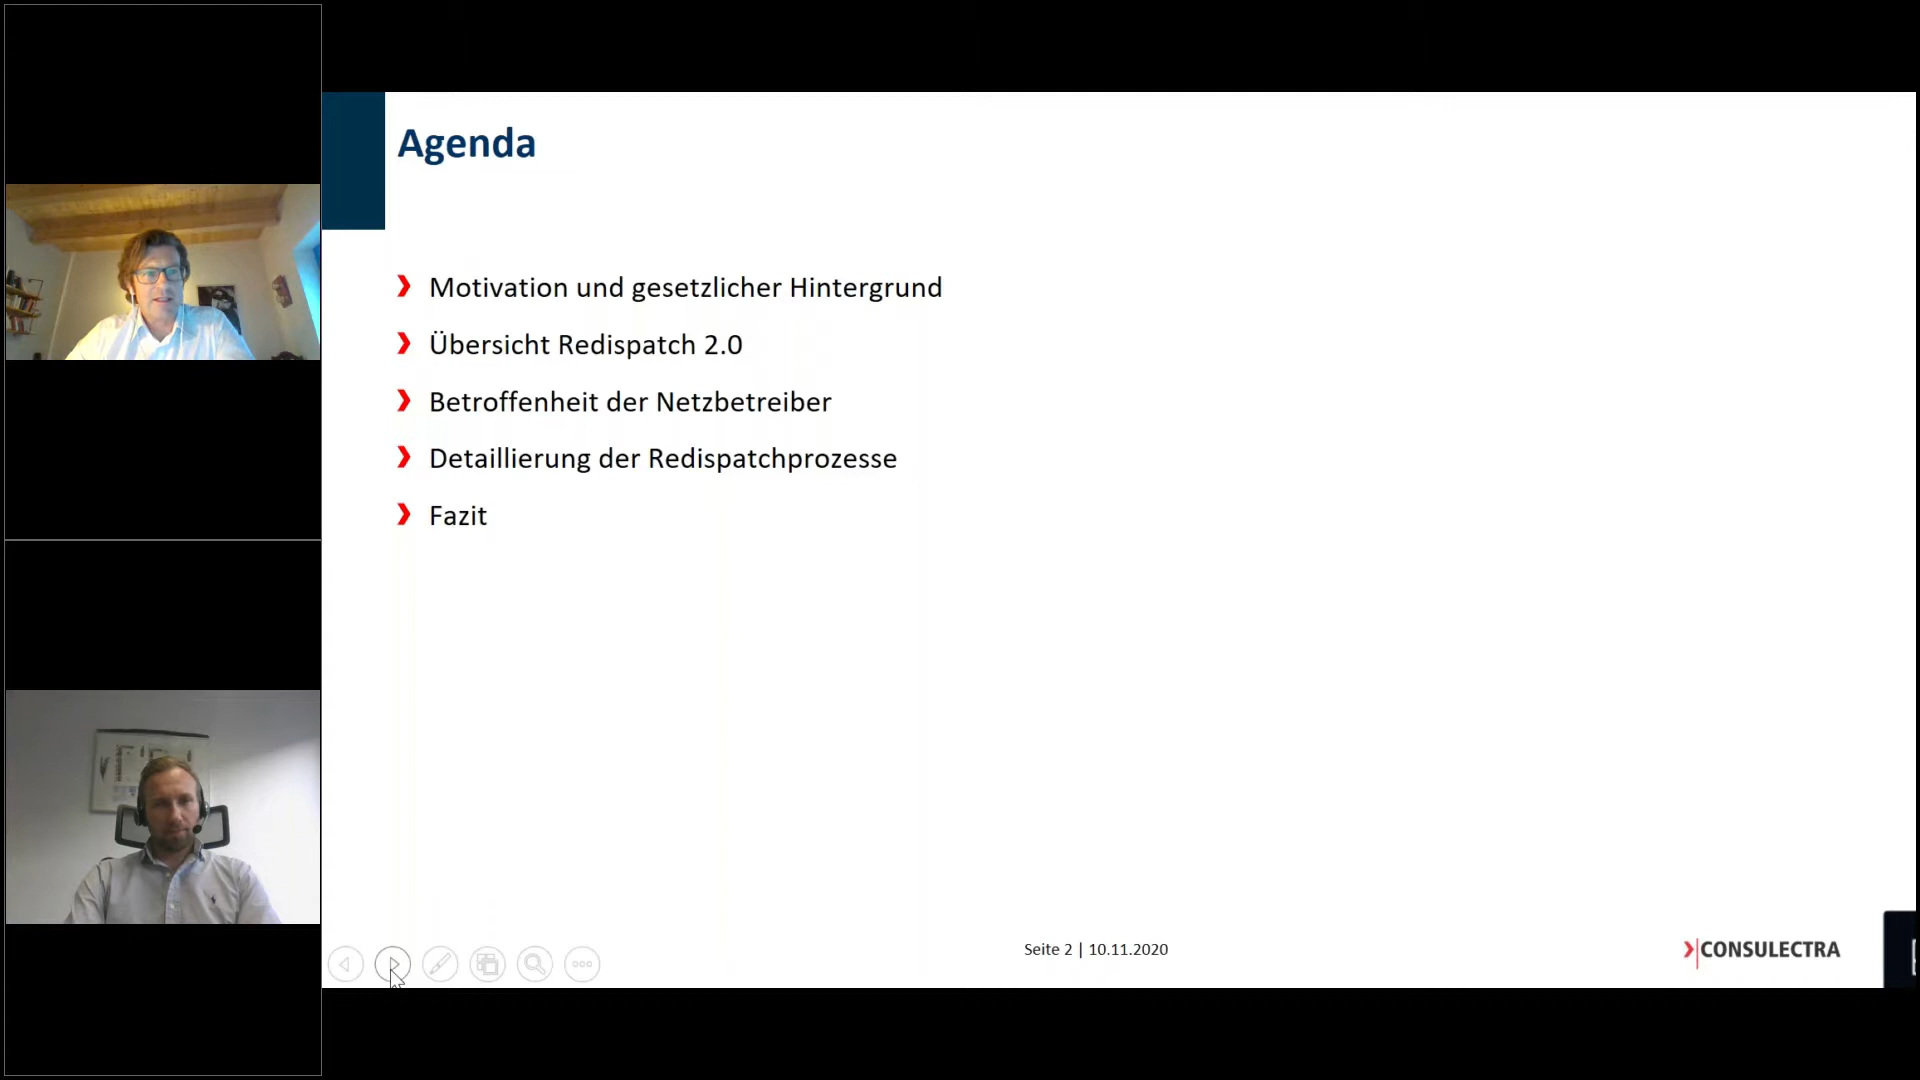 Agenda
Motivation und gesetzlicher Hintergrund
Übersicht Redispatch 2.0
Betroffenheit der Netzbetreiber
Detaillierung der Redispatchprozesse
Fazit
Seite 2 | 10.11.2020
CONSULECTRA